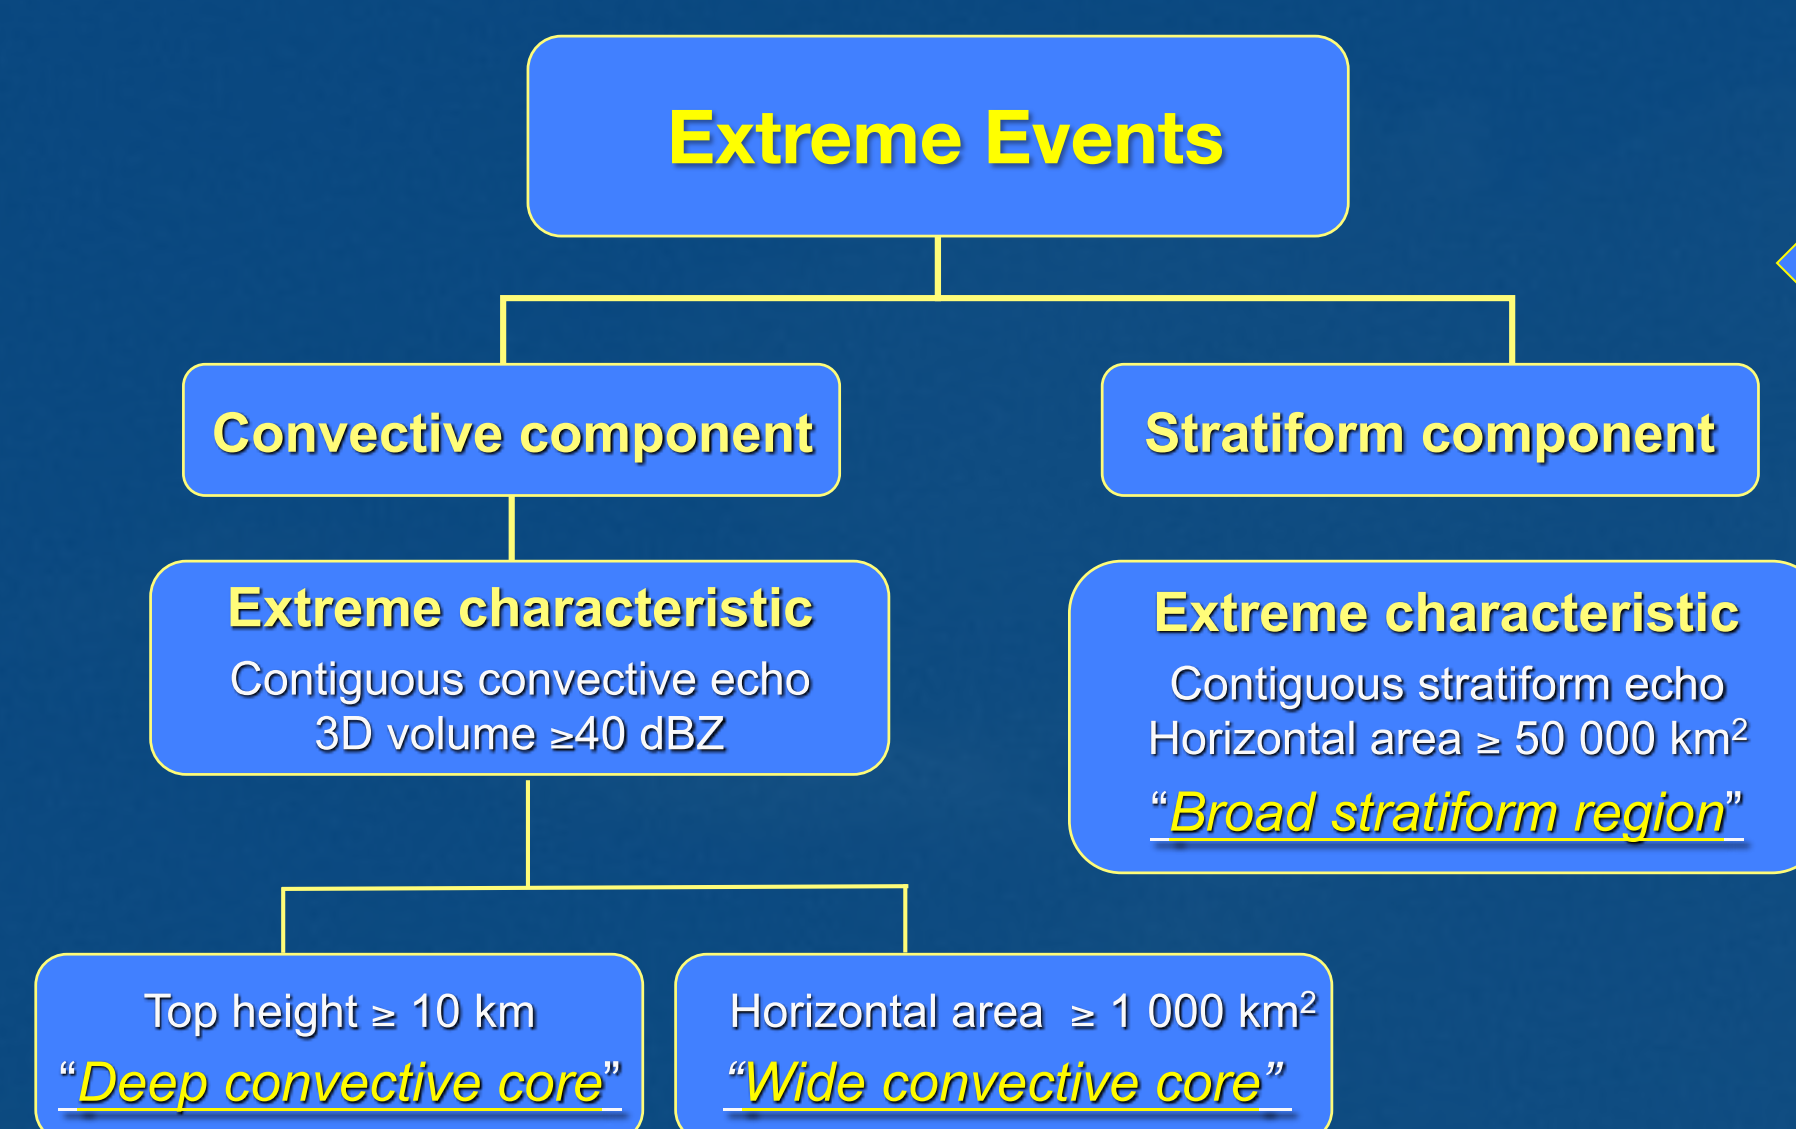 Extreme Events
Convective component
Stratiform component
Extreme characteristic
Contiguous convective echo
3D volume ≥40 dBZ
Extreme characteristic
Contiguous stratiform echo
Horizontal area ≥ 50 000 km²
“Broad stratiform region”
Top height ≥ 10 km
“Deep convective core”
Horizontal area ≥ 1 000 km²
“Wide convective core”